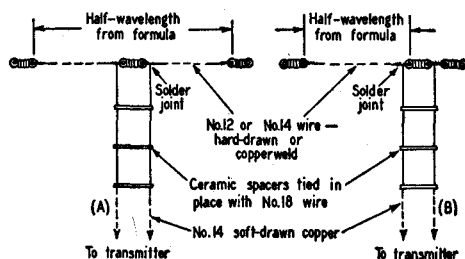 Half-wavelength
from formula
Half-wavelength
from formula
Solder
joint
Solder
joint
No.12 or No.14 wire —
hard-drawn or
copperweld
Ceramic spacers tied in
place with No.18 wire
(A)
(B)
No.14 soft-drawn copper
To transmitter
To transmitter